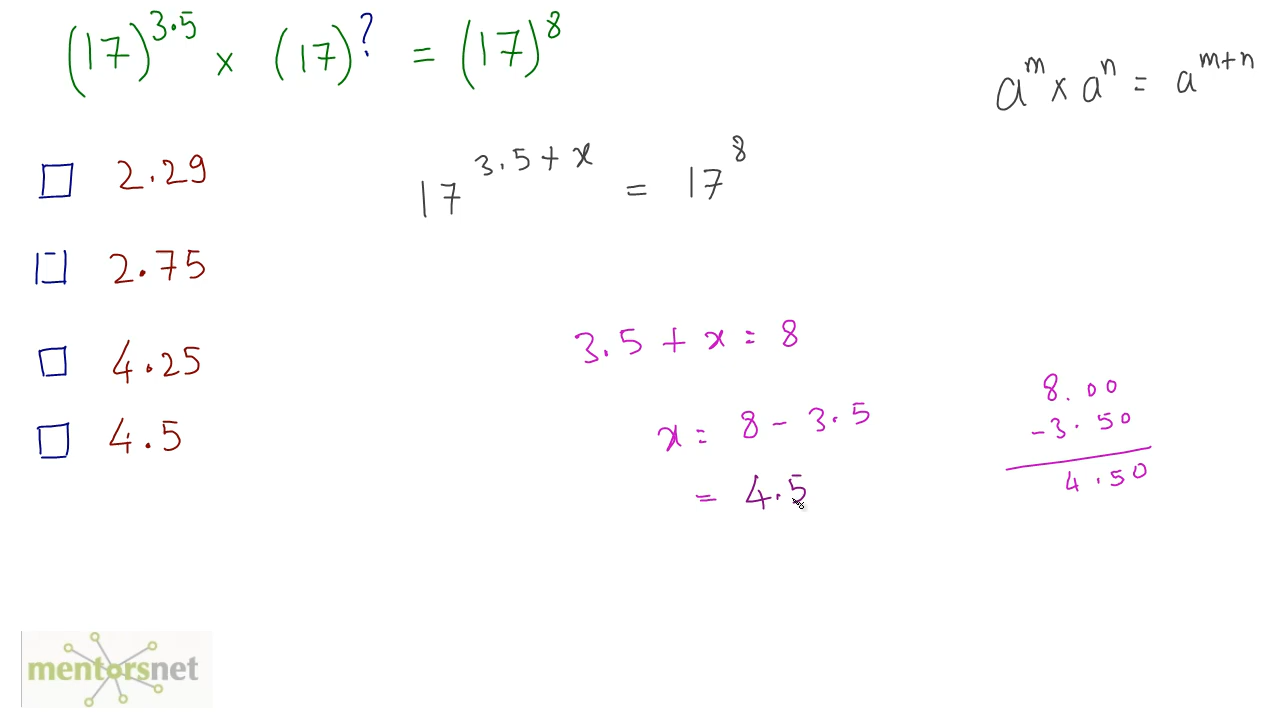 (17)^3.5 × (17)^? = (17)^8
a^m × a^n = a^m+n
17^3.5+x = 17^8
2.29
2.75
4.25
4.5
3.5 + x = 8
x = 8 - 3.5
= 4.5
8.00
-3.50
4.50
mentorsnet